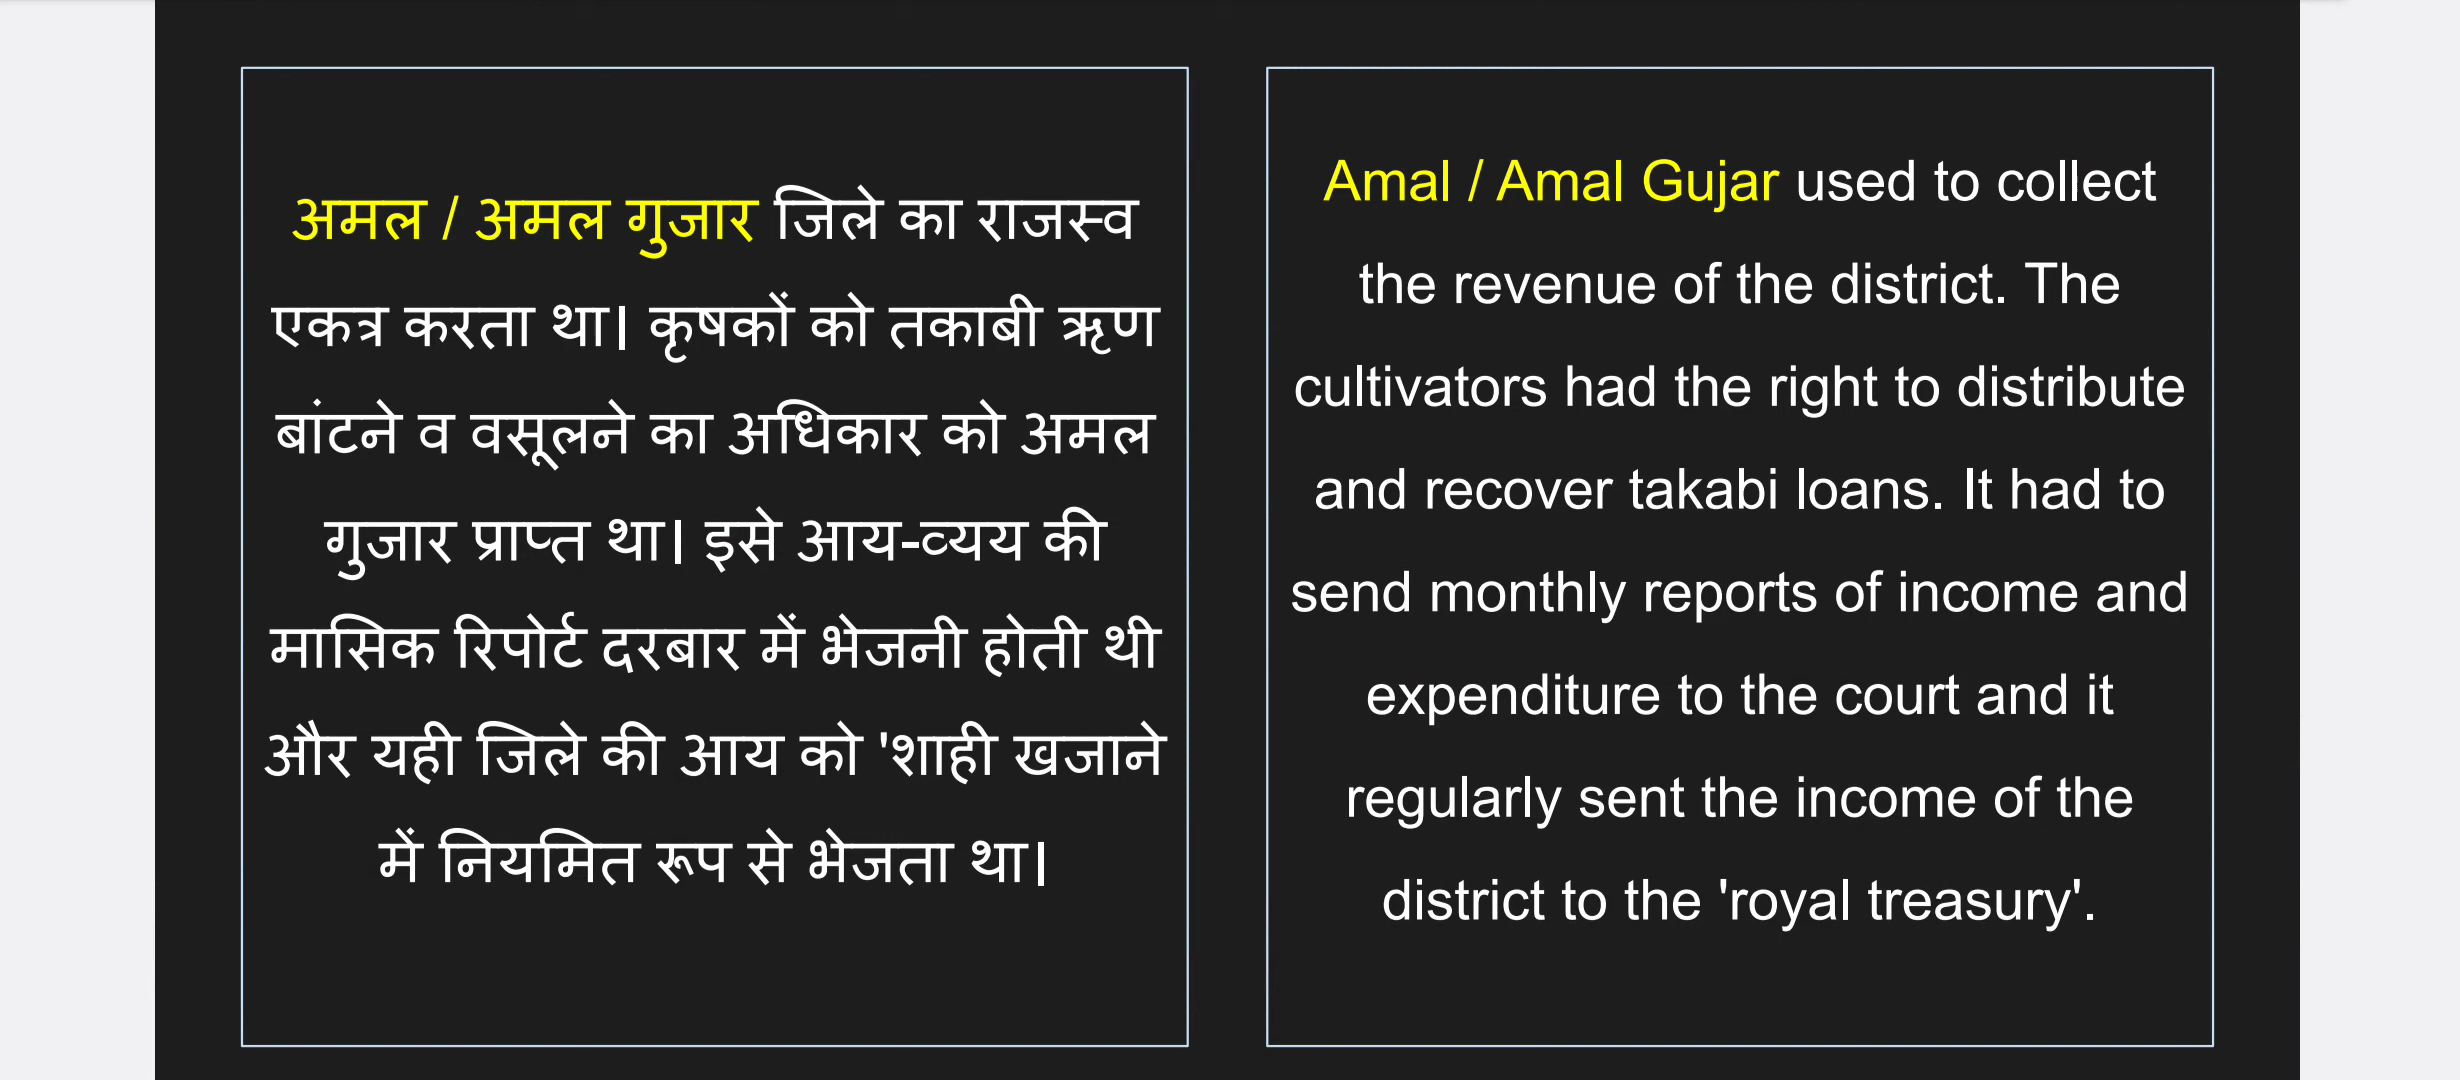 अमल / अमल गुजार जिले का राजस्व
एकत्र करता था। कृषकों को तकाबी ऋण
बांटने व वसूलने का अधिकार को अमल
गुजार प्राप्त था। इसे आय-व्यय की
मासिक रिपोर्ट दरबार में भेजनी होती थी
और यही जिले की आय को 'शाही खजाने
में नियमित रूप से भेजता था।
Amal / Amal Gujar used to collect
the revenue of the district. The
cultivators had the right to distribute
and recover takabi loans. It had to
send monthly reports of income and
expenditure to the court and it
regularly sent the income of the
district to the 'royal treasury'.